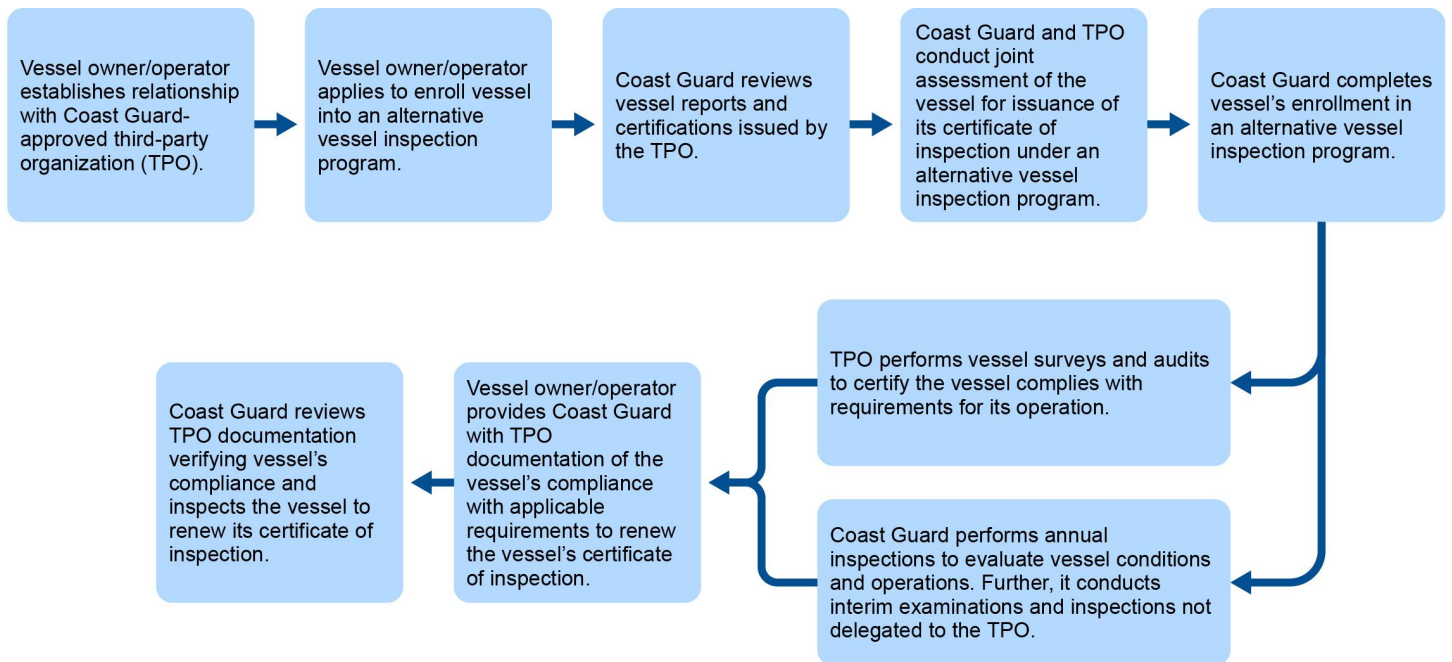 Vessel owner/operator
establishes relationship
with Coast Guard-
approved third-party
organization (TPO).
Vessel owner/operator
applies to enroll vessel
into an alternative
vessel inspection
program.
Coast Guard reviews
vessel reports and
certifications issued by
the TPO.
Coast Guard and TPO
conduct joint
assessment of the
vessel for issuance of
its certificate of
inspection under an
alternative vessel
inspection program.
Coast Guard completes
vessel’s enrollment in
an alternative vessel
inspection program.
TPO performs vessel surveys and audits
to certify the vessel complies with
requirements for its operation.
Coast Guard performs annual
inspections to evaluate vessel conditions
and operations. Further, it conducts
interim examinations and inspections not
delegated to the TPO.
Vessel owner/operator
provides Coast Guard
with TPO
documentation of the
vessel’s compliance
with applicable
requirements to renew
the vessel’s certificate
of inspection.
Coast Guard reviews
TPO documentation
verifying vessel’s
compliance and
inspects the vessel to
renew its certificate of
inspection.